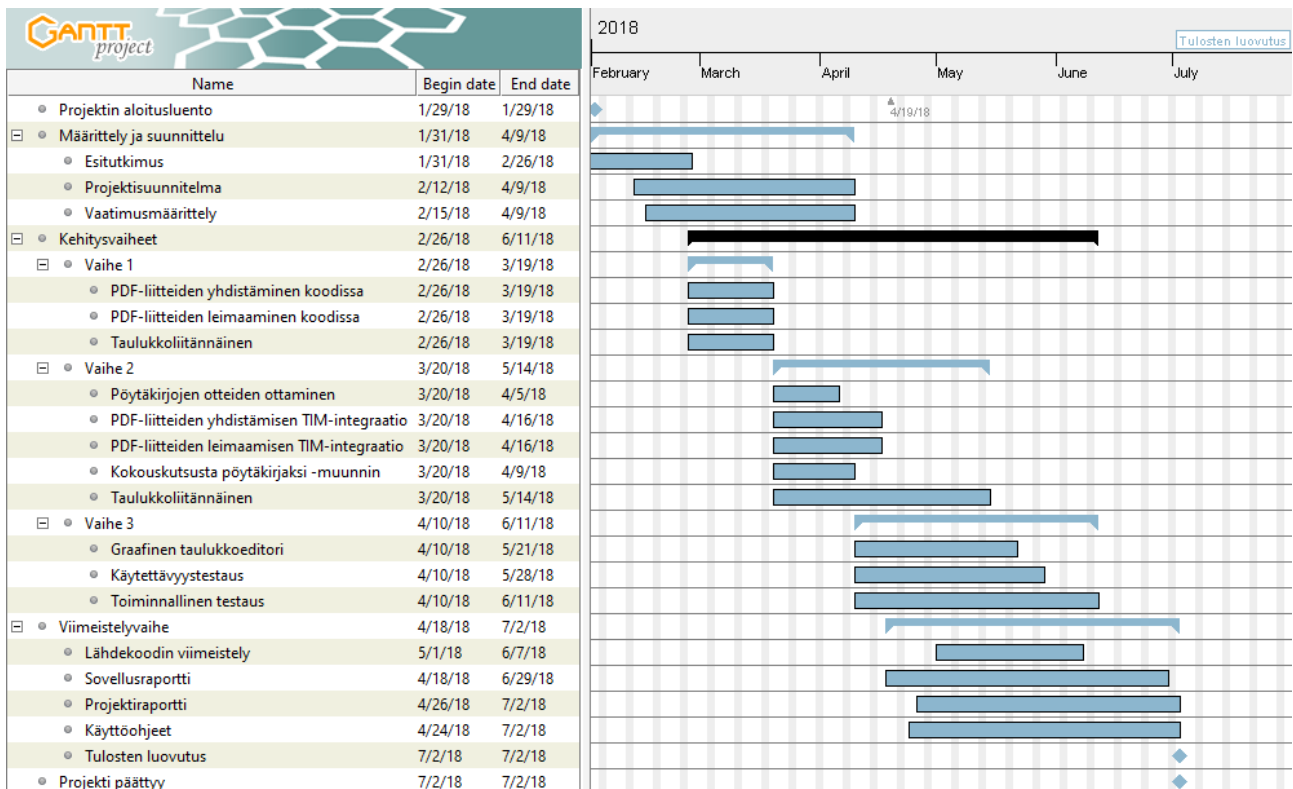 GANTT
project
2018
Tulosten luovutus
Name Begin date End date
February March April May June July
Projektin aloitusluento 1/29/18 1/29/18
4/19/18
Määrittely ja suunnittelu 1/31/18 4/9/18
Esitutkimus 1/31/18 2/26/18
Projektisuunnitelma 2/12/18 4/9/18
Vaatimusmäärittely 2/15/18 4/9/18
Kehitysvaiheet 2/26/18 6/11/18
Vaihe 1 2/26/18 3/19/18
PDF-liitteiden yhdistäminen koodissa 2/26/18 3/19/18
PDF-liitteiden leimaaminen koodissa 2/26/18 3/19/18
Taulukkoliitännäinen 2/26/18 3/19/18
Vaihe 2 3/20/18 5/14/18
Pöytäkirjojen otteiden ottaminen 3/20/18 4/5/18
PDF-liitteiden yhdistämisen TIM-integraatio 3/20/18 4/16/18
PDF-liitteiden leimaamisen TIM-integraatio 3/20/18 4/16/18
Kokouskutsusta pöytäkirjaksi -muunnin 3/20/18 4/9/18
Taulukkoliitännäinen 3/20/18 5/14/18
Vaihe 3 4/10/18 6/11/18
Graafinen taulukkoeditori 4/10/18 5/21/18
Käytettävyystestaus 4/10/18 5/28/18
Toiminnallinen testaus 4/10/18 6/11/18
Viimeistelyvaihe 4/18/18 7/2/18
Lähdekoodin viimeistely 5/1/18 6/7/18
Sovellusraportti 4/18/18 6/29/18
Projektiraportti 4/26/18 7/2/18
Käyttöohjeet 4/24/18 7/2/18
Tulosten luovutus 7/2/18 7/2/18
Projekti päättyy 7/2/18 7/2/18